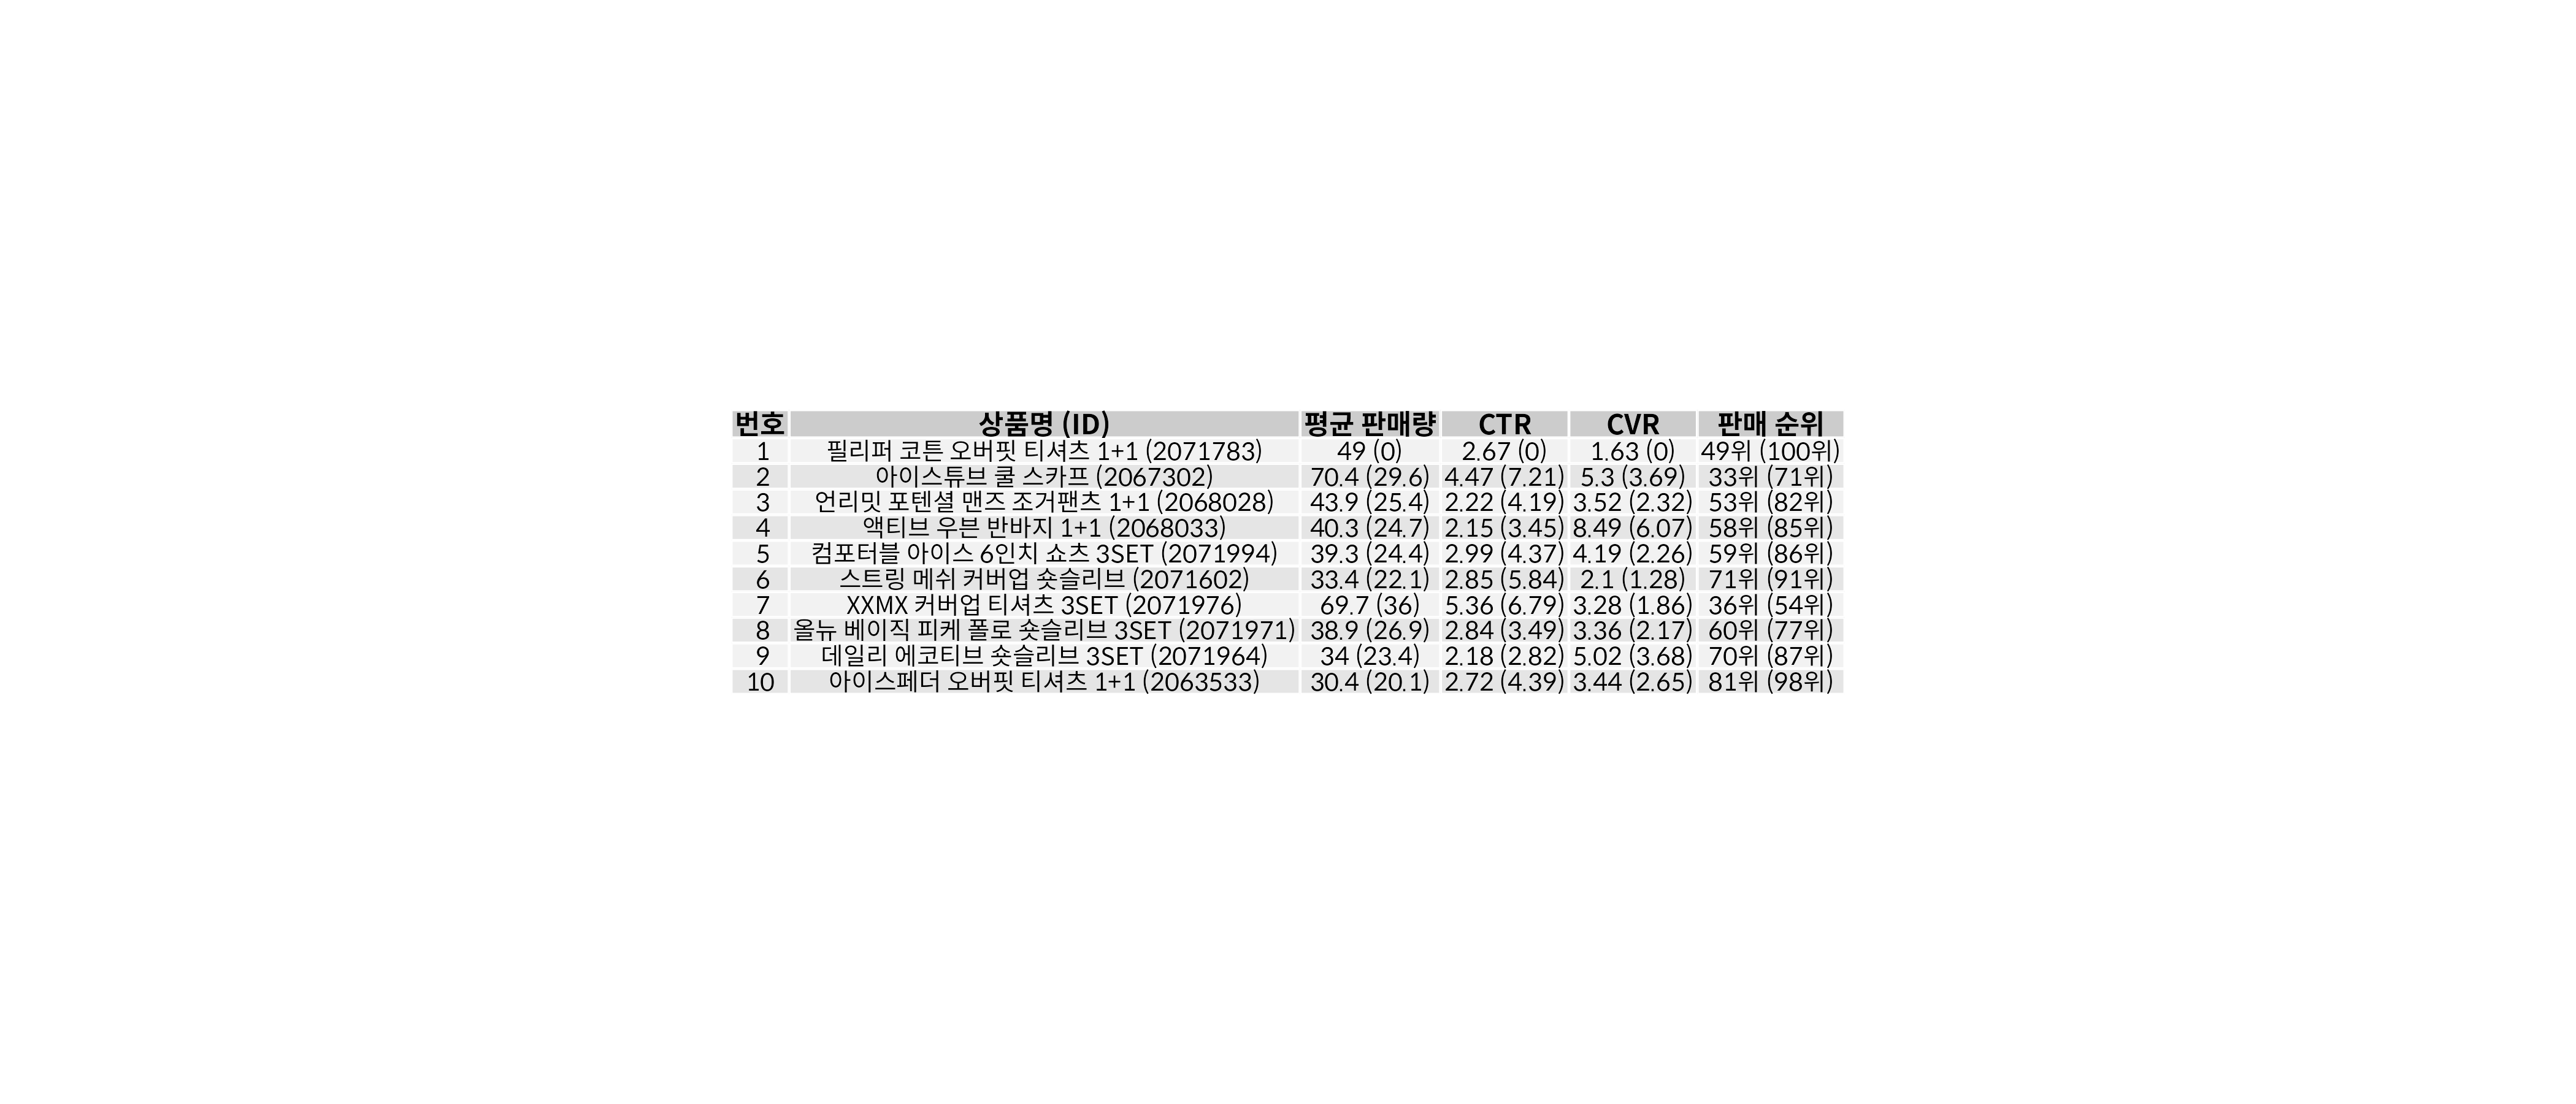 번호 상품명 (ID) 평균 판매량 CTR CVR 판매 순위
1 필리퍼 코튼 오버핏 티셔츠 1+1 (2071783) 49 (0) 2.67 (0) 1.63 (0) 49위 (100위)
2 아이스튜브 쿨 스카프 (2067302) 70.4 (29.6) 4.47 (7.21) 5.3 (3.69) 33위 (71위)
3 언리밋 포텐셜 맨즈 조거팬츠 1+1 (2068028) 43.9 (25.4) 2.22 (4.19) 3.52 (2.32) 53위 (82위)
4 액티브 우븐 반바지 1+1 (2068033) 40.3 (24.7) 2.15 (3.45) 8.49 (6.07) 58위 (85위)
5 컴포터블 아이스 6인치 쇼츠 3SET (2071994) 39.3 (24.4) 2.99 (4.37) 4.19 (2.26) 59위 (86위)
6 스트링 메쉬 커버업 숏슬리브 (2071602) 33.4 (22.1) 2.85 (5.84) 2.1 (1.28) 71위 (91위)
7 XXMX 커버업 티셔츠 3SET (2071976) 69.7 (36) 5.36 (6.79) 3.28 (1.86) 36위 (54위)
8 올뉴 베이직 피케 폴로 숏슬리브 3SET (2071971) 38.9 (26.9) 2.84 (3.49) 3.36 (2.17) 60위 (77위)
9 데일리 에코티브 숏슬리브 3SET (2071964) 34 (23.4) 2.18 (2.82) 5.02 (3.68) 70위 (87위)
10 아이스페더 오버핏 티셔츠 1+1 (2063533) 30.4 (20.1) 2.72 (4.39) 3.44 (2.65) 81위 (98위)